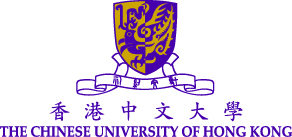 香港中文大學
THE CHINESE UNIVERSITY OF HONG KONG